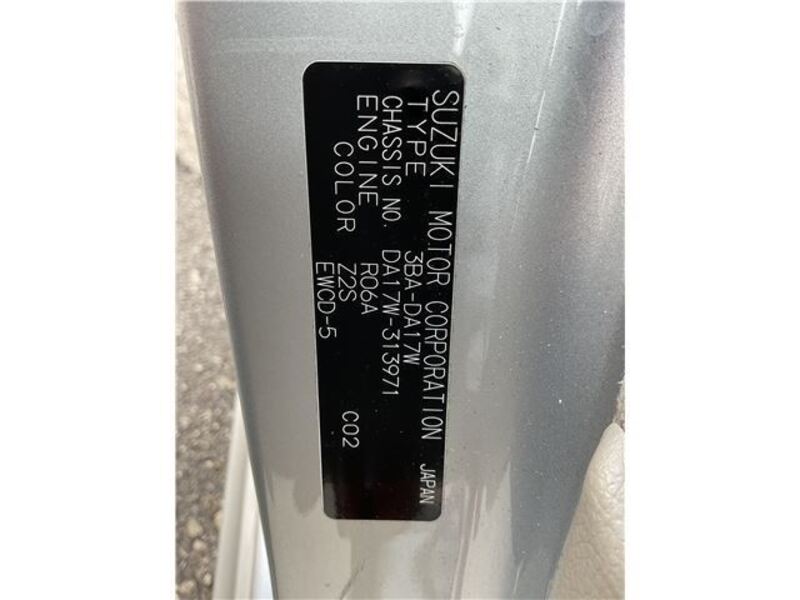 SUZUKI MOTOR CORPORATION JAPAN
TYPE 3BA-DA17W
CHASSIS NO. DA17W-313971
ENGINE R06A
COLOR Z2S C02
EWCD-5